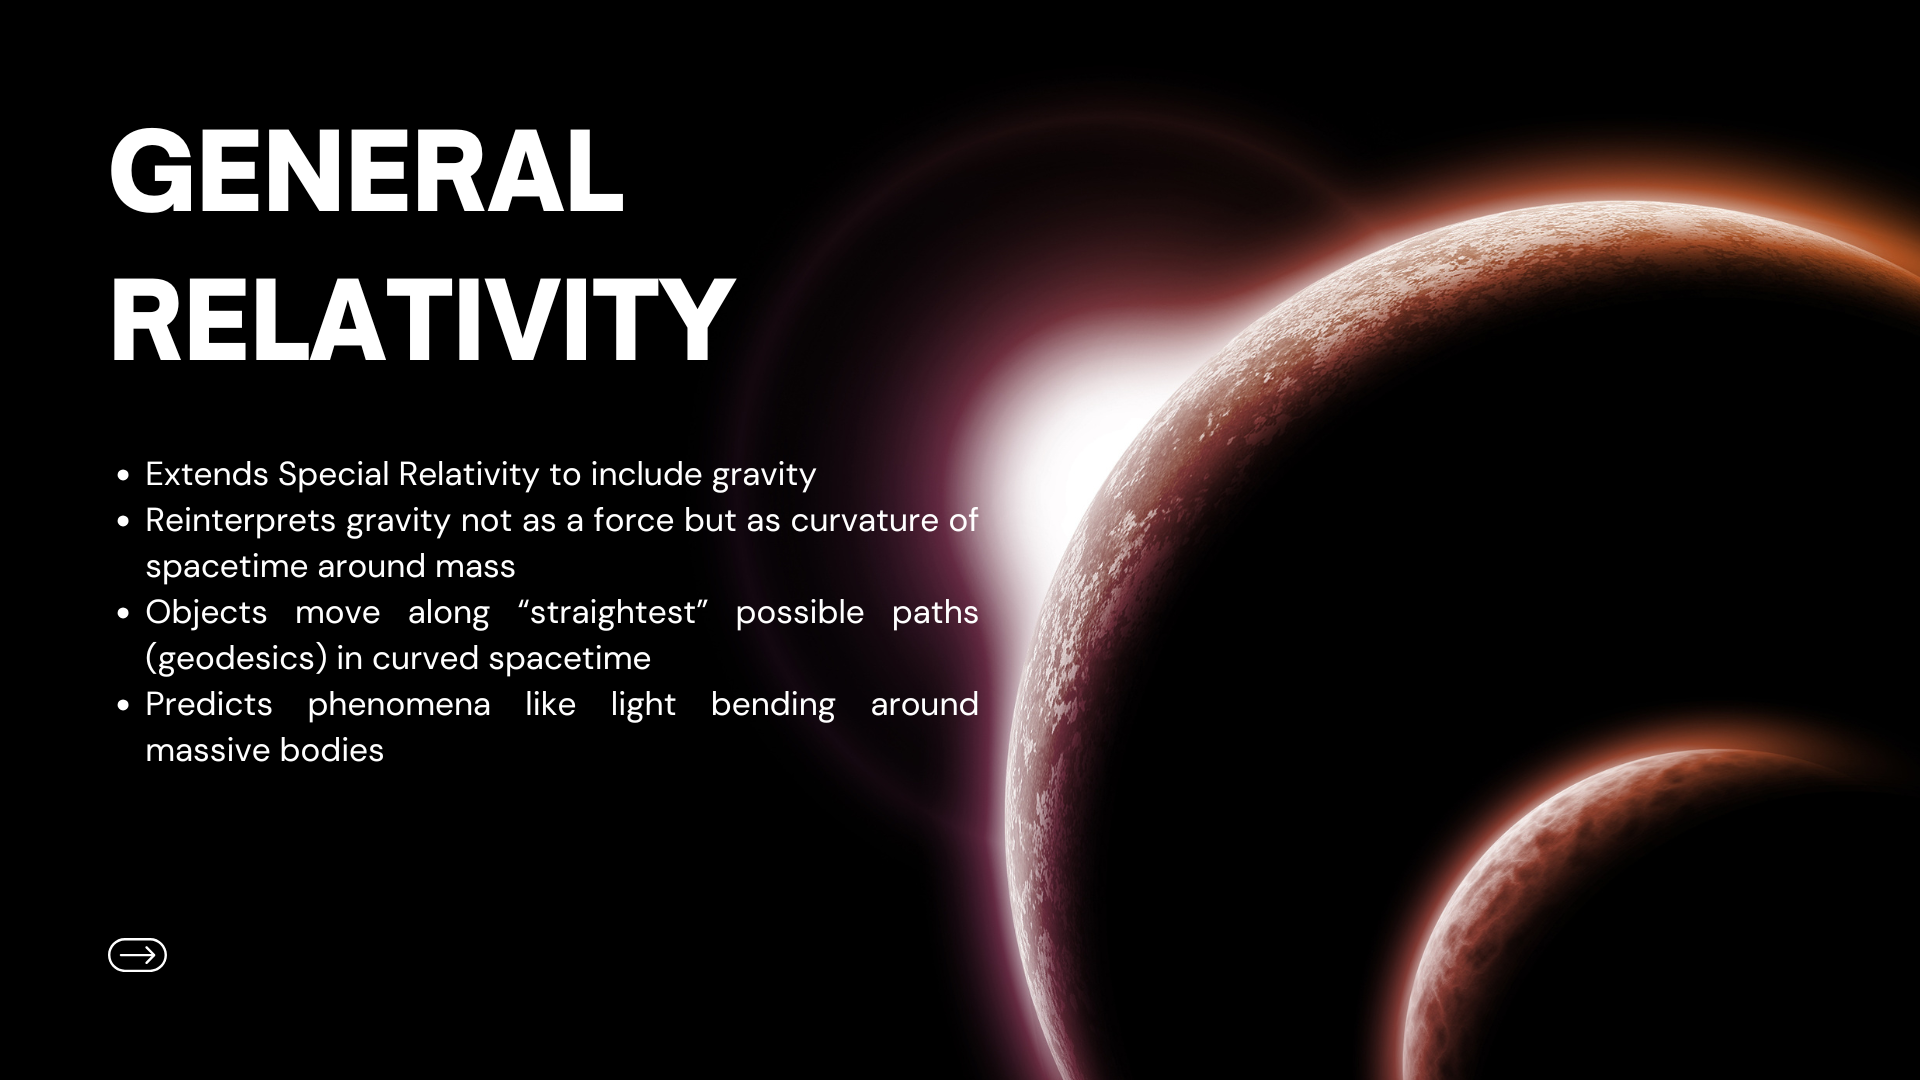 GENERAL
RELATIVITY
• Extends Special Relativity to include gravity
• Reinterprets gravity not as a force but as curvature of
spacetime around mass
• Objects move along “straightest” possible paths
(geodesics) in curved spacetime
• Predicts phenomena like light bending around
massive bodies